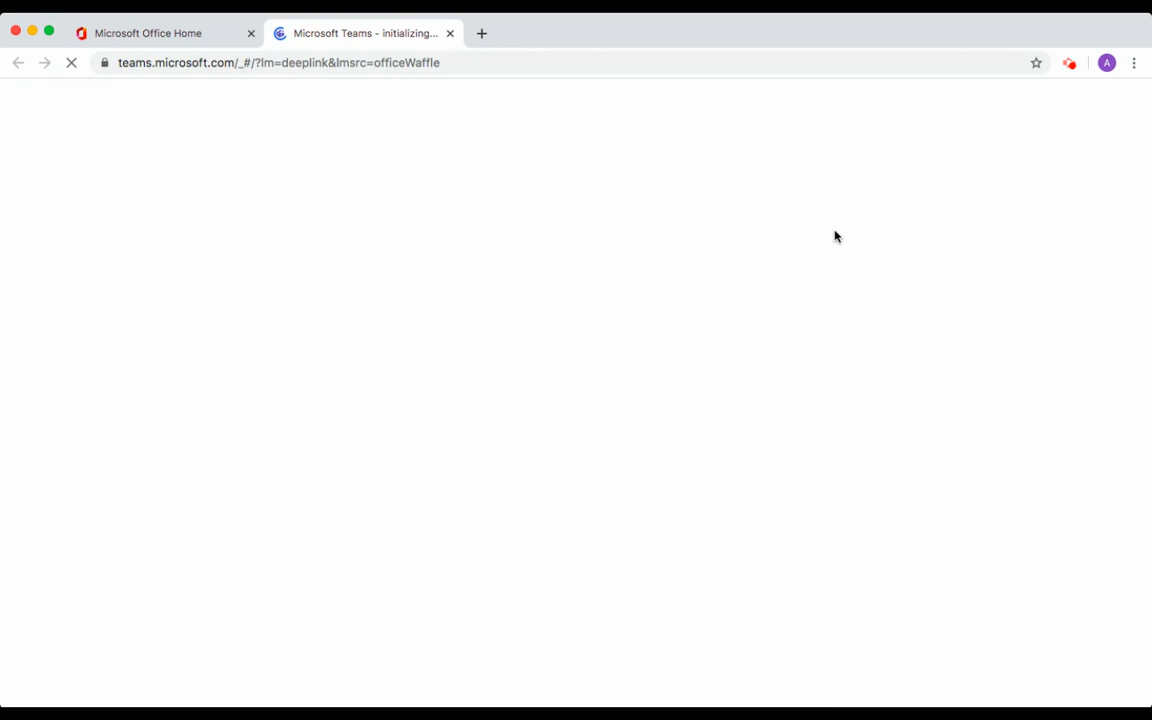 Microsoft Office Home
Microsoft Teams - initializing...
teams.microsoft.com/_#/?lm=deeplink&lmsrc=officeWaffle
A